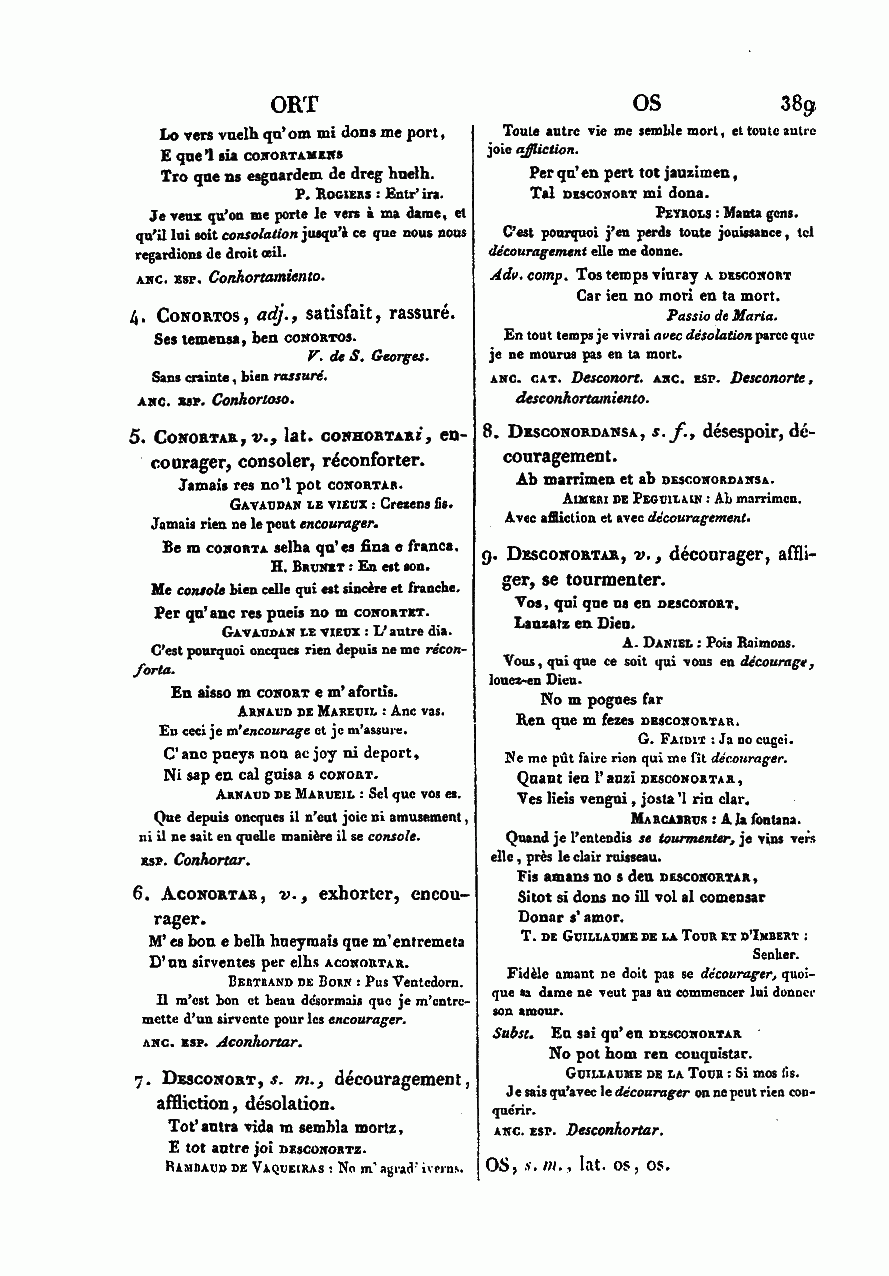 ORT
OS 389
Lo vers vuelh qu'om mi dons me port,
E que'l sia CONORTAMENS
Tro que ns esguardem de dreg huelh.
P. ROGIERS : Entr' ira.
Je veux qu'on me porte le vers à ma dame, et
qu'il lui soit consolation jusqu'à ce que nous nous
regardions de droit œil.
ANC. ESP. Conhortamiento.
4. CONORTOS, adj., satisfait, rassuré.
Ses temensa, ben CONORTOS.
V. de S. Georges.
Sans crainte, bien rassuré.
ANC. ESP. Conhortoso.
5. CONORTAR, v., lat. CONHORTARi, en-
courager, consoler, réconforter.
Jamais res no'l pot CONORTAR.
GAVAUDAN LE VIEUX : Crezens fis.
Jamais rien ne le peut encourager.
Be m CONORTA selha qu'es fina e franca.
H. BRUNET : En est son.
Me console bien celle qui est sincère et franche.
Per qu'anc res pueis no m CONORTET.
GAVAUDAN LE VIEUX : L'autre dia.
C'est pourquoi oncques rien depuis ne me récon-
forta.
En aisso m CONORT e m'afortis.
ARNAUD DE MAREUIL : Anc vas.
En ceci je m'encourage et je m'assure.
C'anc pueys non ac joy ni deport,
Ni sap en cal guisa s CONORT.
ARNAUD DE MARUEIL : Sel que vos es.
Que depuis oncques il n'eut joie ni amusement,
ni il ne sait en quelle manière il se console.
ESP. Conhortar.
6. ACONORTAR, v., exhorter, encou-
rager.
M'es bon e belh hueymais que m'entremeta
D'un sirventes per elhs ACONORTAR.
BERTRAND DE BORN : Pus Ventedorn.
Il m'est bon et beau désormais que je m'entre-
mette d'un sirvente pour les encourager.
ANC. ESP. Aconhortar.
7. DESCONORT, s. m., découragement,
affliction, désolation.
Tot'autra vida m sembla mortz,
E tot autre joi DESCONORTZ.
RAMBAUD DE VAQUEIRAS : No m'agrad' iverns.
Toute autre vie me semble mort, et toute autre
joie affliction.
Per qu'en pert tot jauzimen,
Tal DESCONORT mi dona.
PEYROLS : Manta gens.
C'est pourquoi j'en perds toute jouissance, tel
découragement elle me donne.
Adv. comp. Tos temps viuray A DESCONORT
Car ieu no mori en ta mort.
Passio de Maria.
En tout temps je vivrai avec désolation parce que
je ne mourus pas en ta mort.
ANC. CAT. Desconort. ANC. ESP. Desconorte,
desconhortamiento.
8. DESCONORDANSA, s. f., désespoir, dé-
couragement.
Ab marrimen et ab DESCONORDANSA.
AIMERI DE PEGUILAIN : Ab marrimen.
Avec affliction et avec découragement.
9. DESCONORTAR, v., décourager, affli-
ger, se tourmenter.
Vos, qui que us en DESCONORT,
Lauzatz en Dieu.
A. DANIEL : Pois Raimons.
Vous, qui que ce soit qui vous en décourage,
louez-en Dieu.
No m pogues far
Ren que m fezes DESCONORTAR.
G. FAIDIT : Ja no cugei.
Ne me pût faire rien qui me fît décourager.
Quant ieu l'auzi DESCONORTAR,
Ves lieis vengui, josta'l riu clar.
MARCABRUS : A la fontana.
Quand je l'entendis se tourmenter, je vins vers
elle, près le clair ruisseau.
Fis amans no s deu DESCONORTAR,
Sitot si dons no ill vol al comensar
Donar s'amor.
T. DE GUILLAUME DE LA TOUR ET D'IMBERT :
Senher.
Fidèle amant ne doit pas se décourager, quoi-
que sa dame ne veut pas au commencer lui donner
son amour.
Subst. Eu sai qu'en DESCONORTAR
No pot hom ren conquistar.
GUILLAUME DE LA TOUR : Si mos fis.
Je sais qu'avec le décourager on ne peut rien con-
quérir.
ANC. ESP. Desconhortar.
OS, s. m., lat. OS, os.